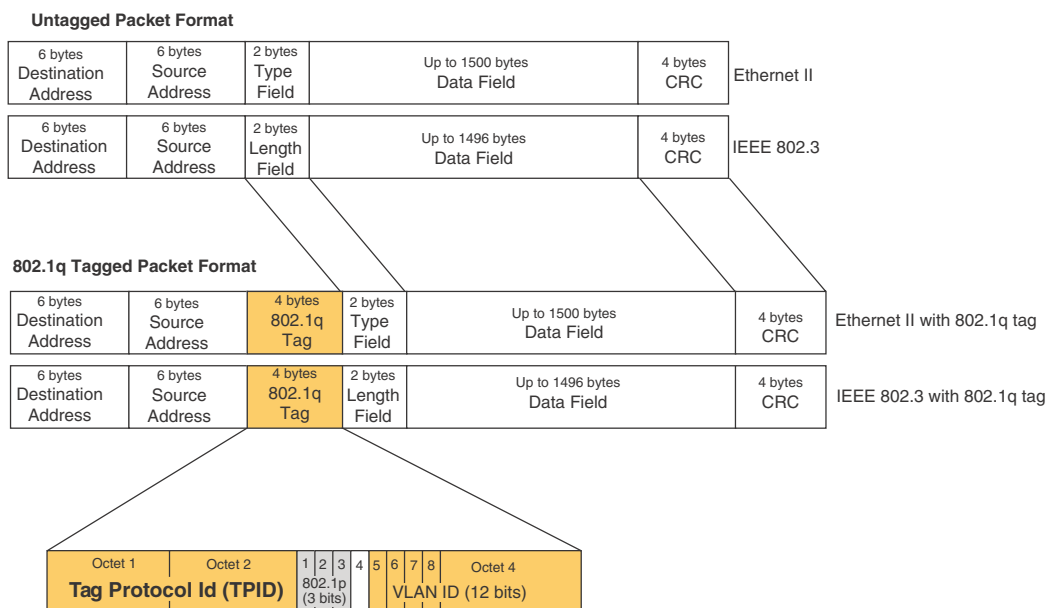 Untagged Packet Format
6 bytes
Destination
Address
6 bytes
Source
Address
2 bytes
Type
Field
Up to 1500 bytes
Data Field
4 bytes
CRC
Ethernet II
6 bytes
Destination
Address
6 bytes
Source
Address
2 bytes
Length
Field
Up to 1496 bytes
Data Field
4 bytes
CRC
IEEE 802.3
802.1q Tagged Packet Format
6 bytes
Destination
Address
6 bytes
Source
Address
4 bytes
802.1q
Tag
2 bytes
Type
Field
Up to 1500 bytes
Data Field
4 bytes
CRC
Ethernet II with 802.1q tag
6 bytes
Destination
Address
6 bytes
Source
Address
4 bytes
802.1q
Tag
2 bytes
Length
Field
Up to 1496 bytes
Data Field
4 bytes
CRC
IEEE 802.3 with 802.1q tag
Octet 1
Octet 2
1 2 3 4 5 6 7 8
Octet 4
Tag Protocol Id (TPID)
802.1p
(3 bits)
VLAN ID (12 bits)